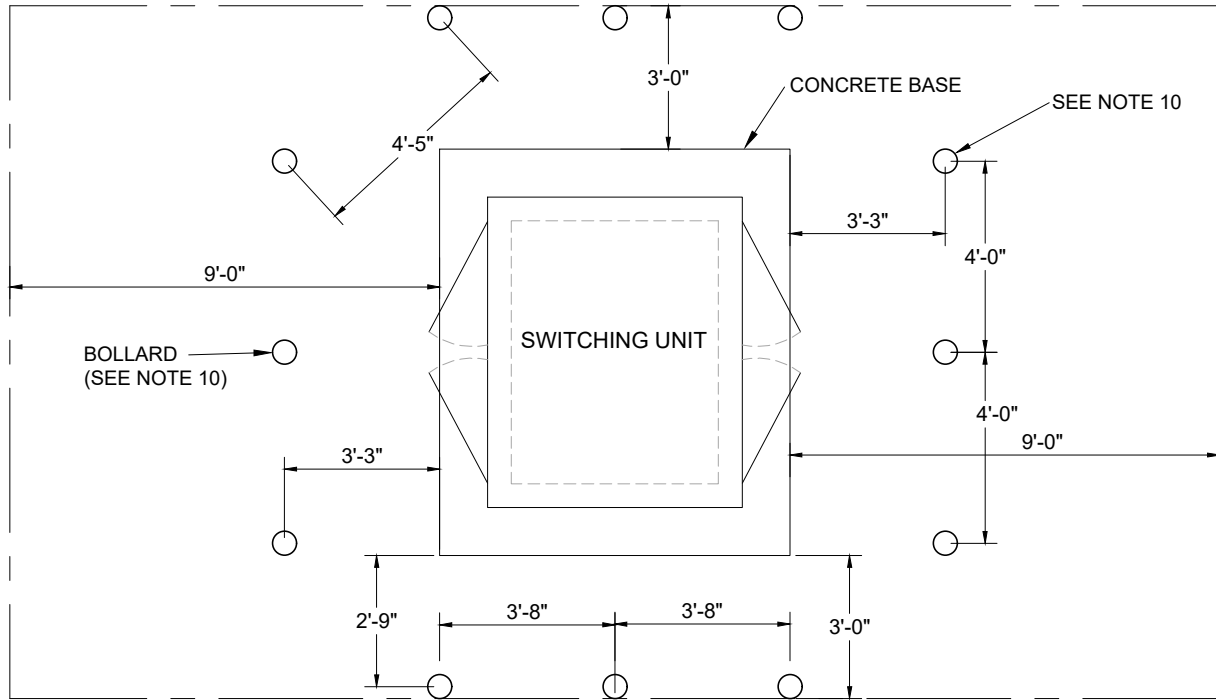 3'-0"
CONCRETE BASE
SEE NOTE 10
4'-5"
3'-3"
4'-0"
9'-0"
SWITCHING UNIT
BOLLARD
(SEE NOTE 10)
4'-0"
9'-0"
3'-3"
2'-9"
3'-8"
3'-8"
3'-0"